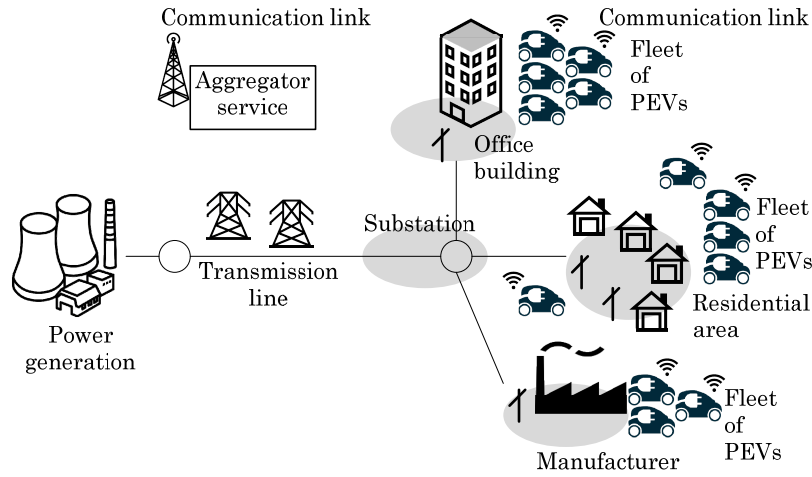 Communication link
Communication link
Aggregator
service
Fleet
of
PEVs
Office
building
Substation
Fleet
of
PEVs
Transmission
line
Residential
area
Power
generation
Fleet
of
PEVs
Manufacturer